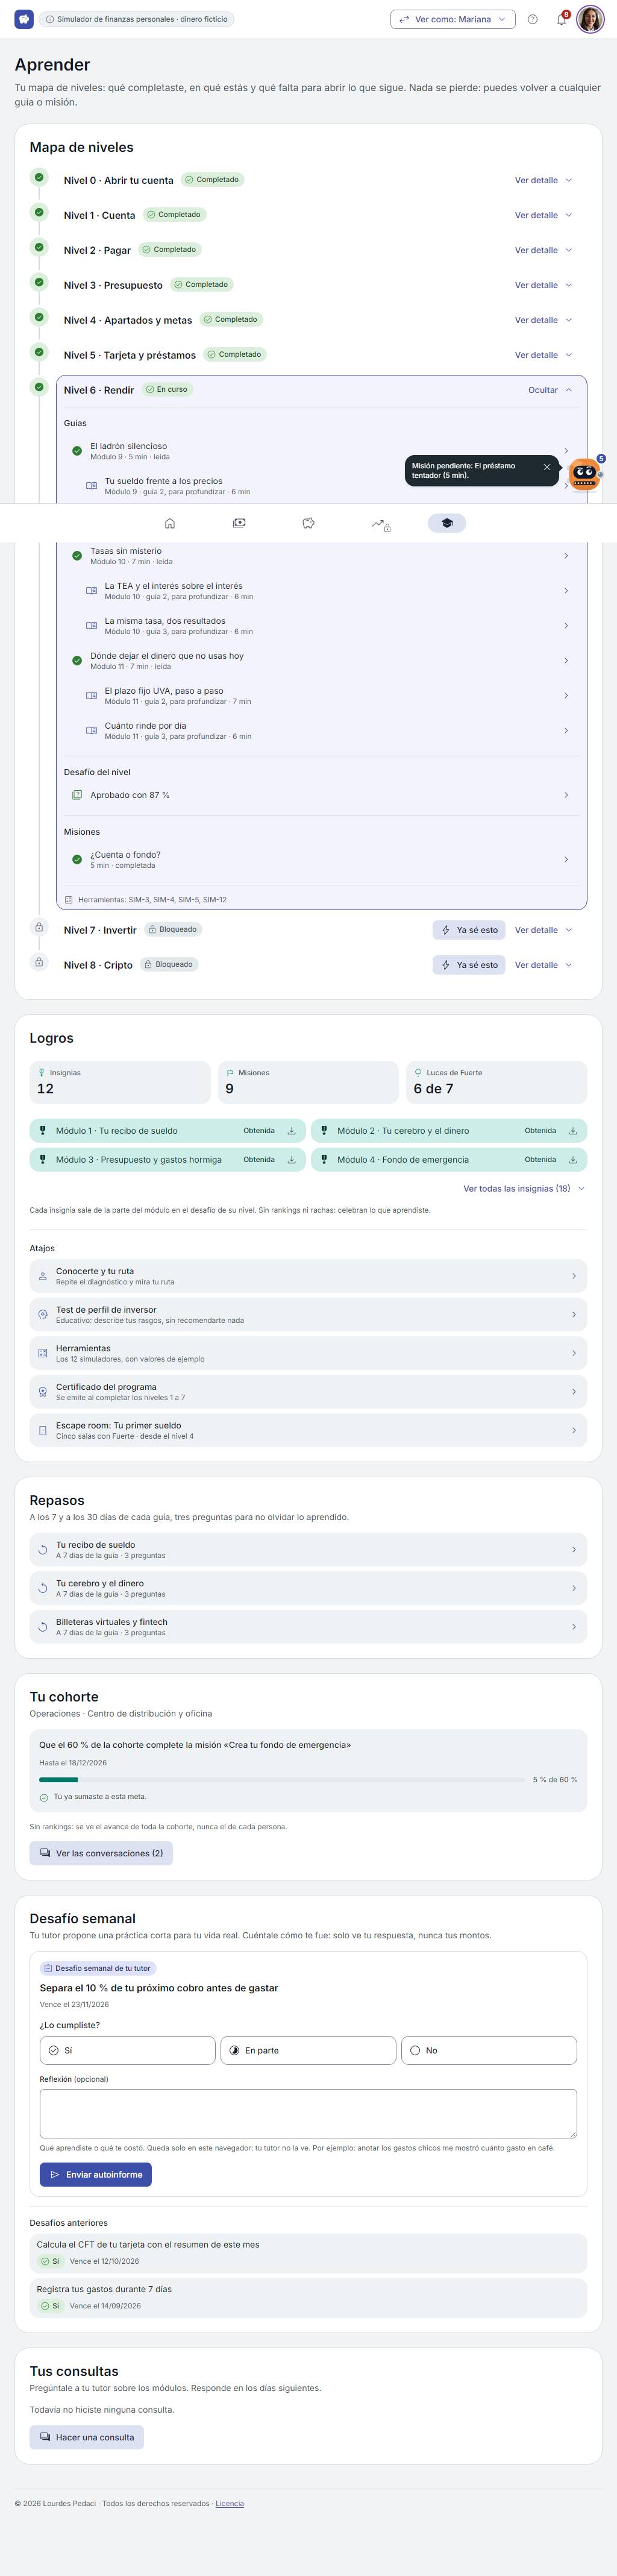 Simulador de finanzas personales · dinero ficticio
Ver como: Mariana
8
Aprender
Tu mapa de niveles: qué completaste, en qué estás y qué falta para abrir lo que sigue. Nada se pierde: puedes volver a cualquier
guía o misión.
Mapa de niveles
Nivel 0 · Abrir tu cuenta
Completado
Ver detalle
Nivel 1 · Cuenta
Completado
Ver detalle
Nivel 2 · Pagar
Completado
Ver detalle
Nivel 3 · Presupuesto
Completado
Ver detalle
Nivel 4 · Apartados y metas
Completado
Ver detalle
Nivel 5 · Tarjeta y préstamos
Completado
Ver detalle
Nivel 6 · Rendir
En curso
Ocultar
Guías
El ladrón silencioso
Módulo 9 · 5 min · leída
Misión pendiente: El préstamo
tentador (5 min).
5
Tu sueldo frente a los precios
Módulo 9 · guía 2, para profundizar · 6 min
Tasas sin misterio
Módulo 10 · 7 min · leída
La TEA y el interés sobre el interés
Módulo 10 · guía 2, para profundizar · 6 min
La misma tasa, dos resultados
Módulo 10 · guía 3, para profundizar · 6 min
Dónde dejar el dinero que no usas hoy
Módulo 11 · 7 min · leída
El plazo fijo UVA, paso a paso
Módulo 11 · guía 2, para profundizar · 7 min
Cuánto rinde por día
Módulo 11 · guía 3, para profundizar · 6 min
Desafío del nivel
Aprobado con 87 %
Misiones
¿Cuenta o fondo?
5 min · completada
Herramientas: SIM-3, SIM-4, SIM-5, SIM-12
Nivel 7 · Invertir
Bloqueado
Ya sé esto
Ver detalle
Nivel 8 · Cripto
Bloqueado
Ya sé esto
Ver detalle
Logros
Insignias
12
Misiones
9
Luces de Fuerte
6 de 7
Módulo 1 · Tu recibo de sueldo
Obtenida
Módulo 2 · Tu cerebro y el dinero
Obtenida
Módulo 3 · Presupuesto y gastos hormiga
Obtenida
Módulo 4 · Fondo de emergencia
Obtenida
Ver todas las insignias (18)
Cada insignia sale de la parte del módulo en el desafío de su nivel. Sin rankings ni rachas: celebran lo que aprendiste.
Atajos
Conocerte y tu ruta
Repite el diagnóstico y mira tu ruta
Test de perfil de inversor
Educativo: describe tus rasgos, sin recomendarte nada
Herramientas
Los 12 simuladores, con valores de ejemplo
Certificado del programa
Se emite al completar los niveles 1 a 7
Escape room: Tu primer sueldo
Cinco salas con Fuerte · desde el nivel 4
Repasos
A los 7 y a los 30 días de cada guía, tres preguntas para no olvidar lo aprendido.
Tu recibo de sueldo
A 7 días de la guía · 3 preguntas
Tu cerebro y el dinero
A 7 días de la guía · 3 preguntas
Billeteras virtuales y fintech
A 7 días de la guía · 3 preguntas
Tu cohorte
Operaciones · Centro de distribución y oficina
Que el 60 % de la cohorte complete la misión «Crea tu fondo de emergencia»
Hasta el 18/12/2026
5 % de 60 %
Tú ya sumaste a esta meta.
Sin rankings: se ve el avance de toda la cohorte, nunca el de cada persona.
Ver las conversaciones (2)
Desafío semanal
Tu tutor propone una práctica corta para tu vida real. Cuéntale cómo te fue: solo ve tu respuesta, nunca tus montos.
Desafío semanal de tu tutor
Separa el 10 % de tu próximo cobro antes de gastar
Vence el 23/11/2026
¿Lo cumpliste?
Sí
En parte
No
Reflexión (opcional)
Qué aprendiste o qué te costó. Queda solo en este navegador: tu tutor no la ve. Por ejemplo: anotar los gastos chicos me mostró cuánto gasto en café.
Enviar autoinforme
Desafíos anteriores
Calcula el CFT de tu tarjeta con el resumen de este mes
Sí
Vence el 12/10/2026
Registra tus gastos durante 7 días
Sí
Vence el 14/09/2026
Tus consultas
Pregúntale a tu tutor sobre los módulos. Responde en los días siguientes.
Todavía no hiciste ninguna consulta.
Hacer una consulta
© 2026 Lourdes Pedaci · Todos los derechos reservados · Licencia